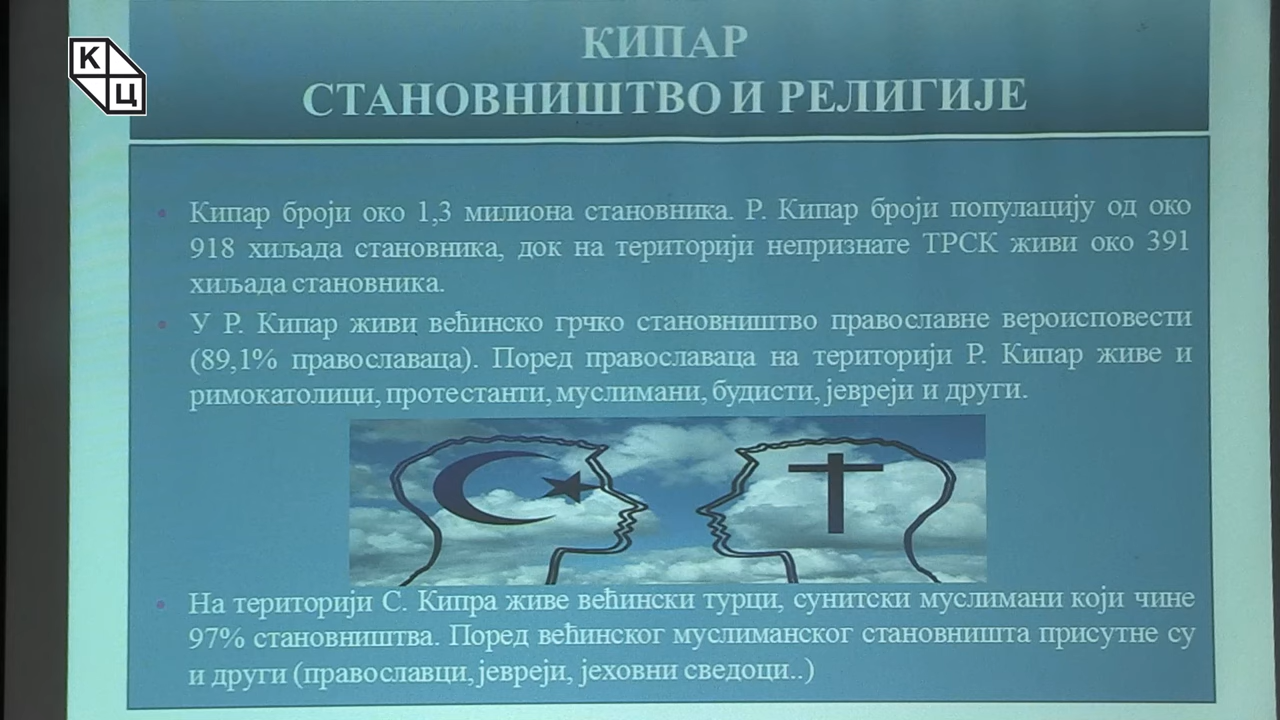 К
Ц
КИПАР
СТАНОВНИШТВО И РЕЛИГИЈЕ
Кипар броји око 1,3 милиона становника. Р. Кипар броји популацију од око
918 хиљада становника, док на територији непризнате ТРСК живи око 391
хиљада становника.
У Р. Кипар живи већинско грчко становништво православне вероисповести
(89,1% православаца). Поред православаца на територији Р. Кипар живе и
римокатолици, протестанти, муслимани, будисти, јевреји и други.
На територији С. Кипра живе већински турци, сунитски муслимани који чине
97% становништва. Поред већинског муслиманског становништа присутне су
и други (православци, јевреји, јеховни сведоци..)